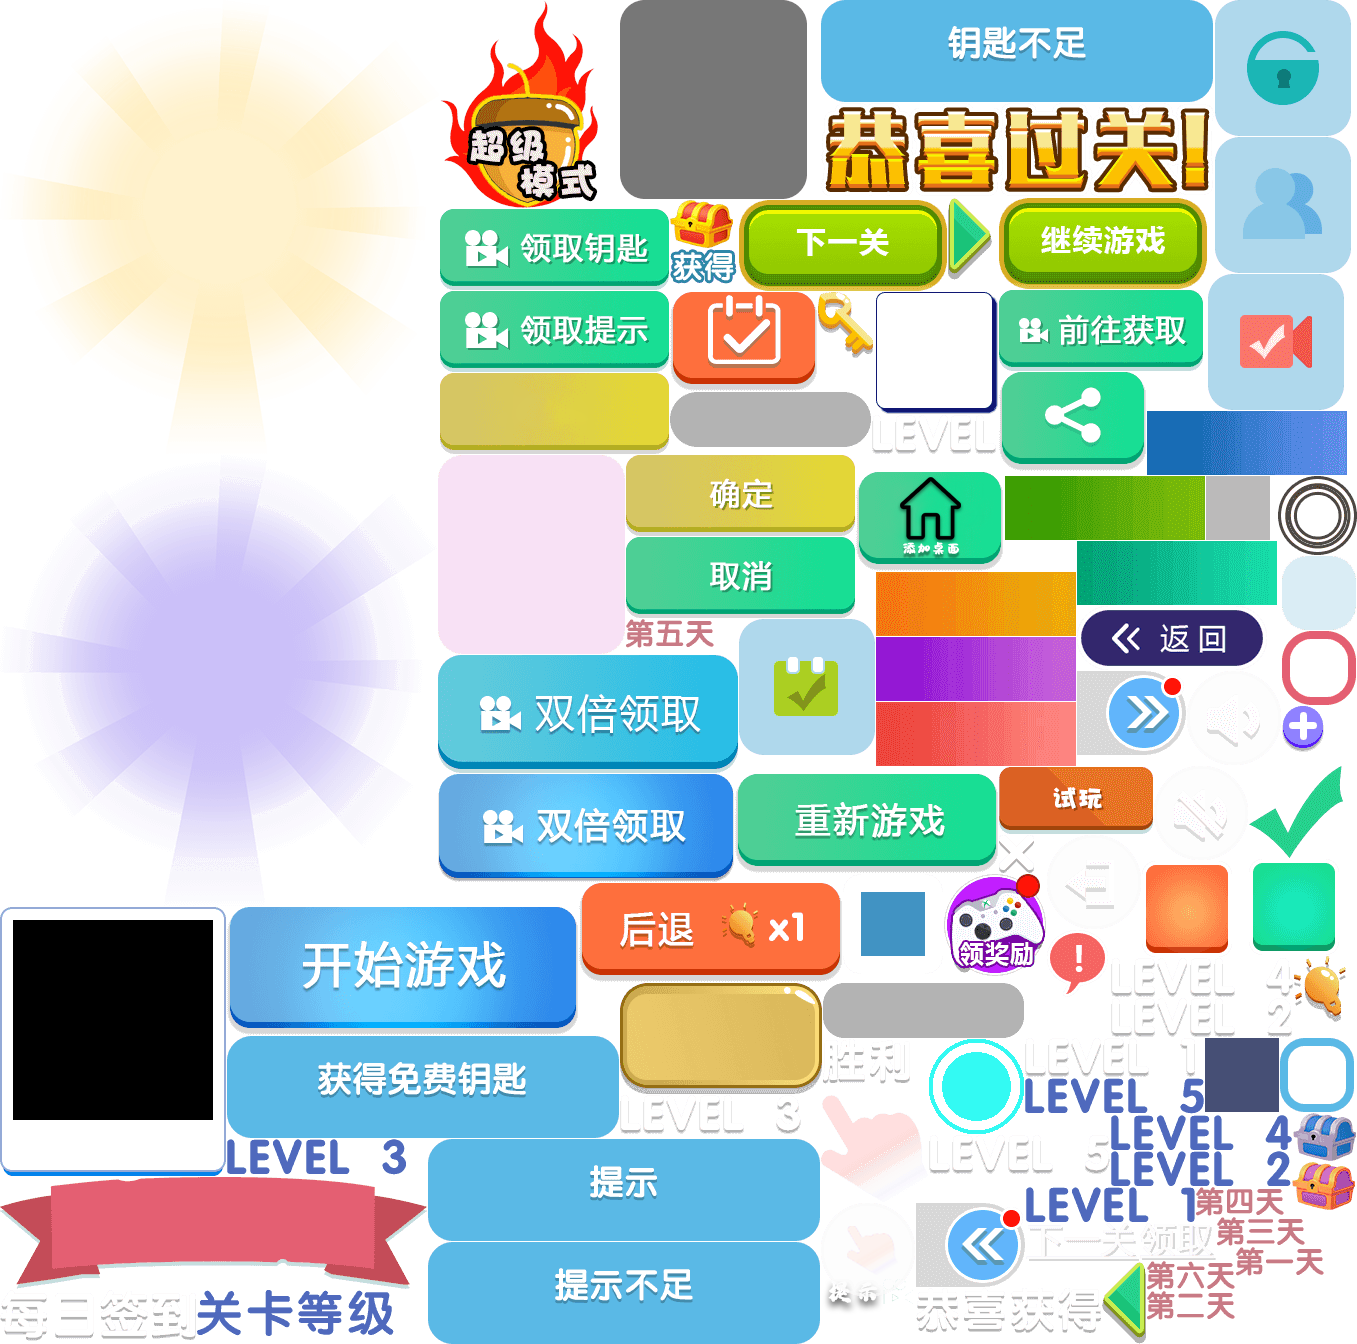 超级
模式
钥匙不足
恭喜过关!
领取钥匙
获得
下一关
继续游戏
领取提示
前往获取
LEVEL
确定
添加桌面
取消
第五天
返回
双倍领取
双倍领取
重新游戏
试玩
开始游戏
后退 x1
领奖励
!
LEVEL 4
LEVEL 2
获得免费钥匙
胜利
LEVEL 1
LEVEL 5
LEVEL 3
LEVEL 4
LEVEL 3
LEVEL 5
LEVEL 2
提示
LEVEL 1
第四天
第三天
下一关领取
第一天
提示不足
第六天
提示
每日签到
关卡等级
恭喜获得
第二天